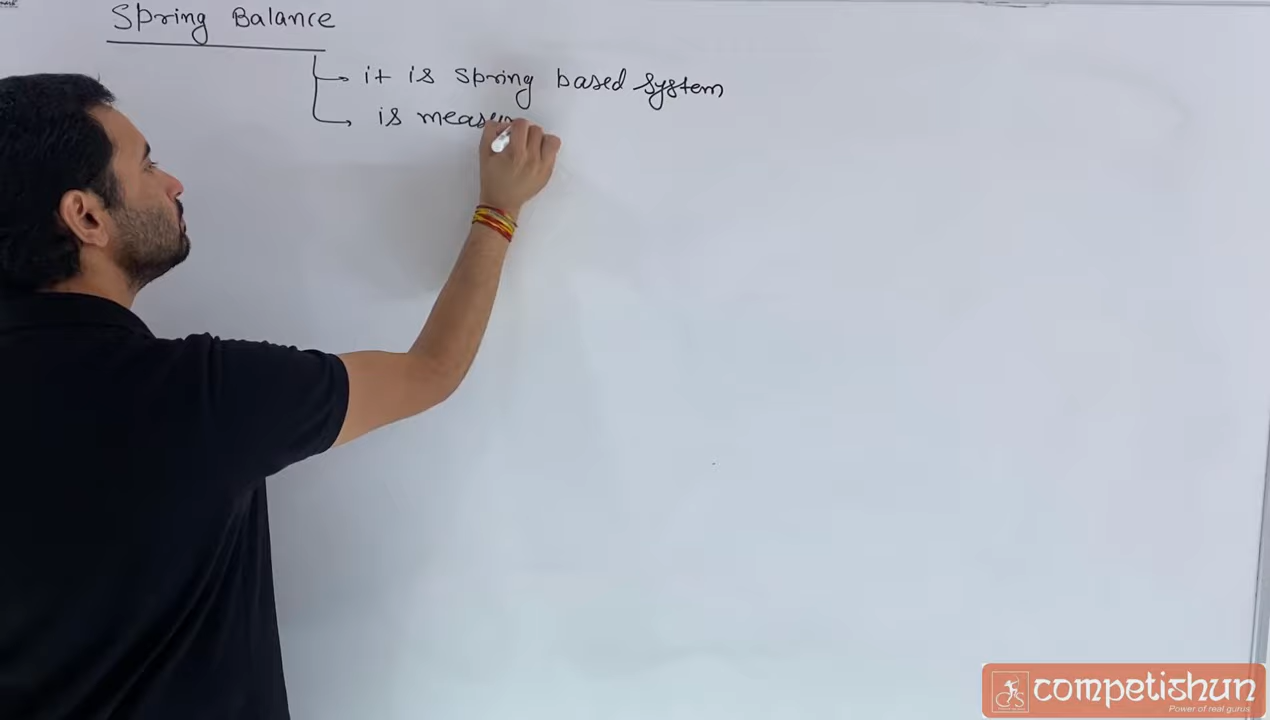 Spring Balance
it is spring based system
is measu
competishun
Power of real gurus